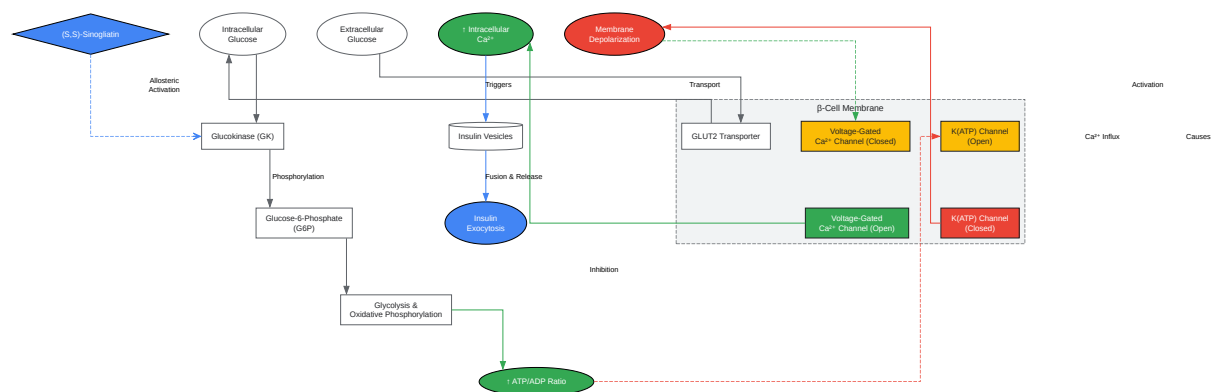 (S,S)-Sinogliatin
Intracellular
Glucose
Extracellular
Glucose
↑ Intracellular
Ca²⁺
Membrane
Depolarization
Allosteric
Activation
Triggers
Transport
Activation
β-Cell Membrane
Glucokinase (GK)
Insulin Vesicles
GLUT2 Transporter
Voltage-Gated
Ca²⁺ Channel (Closed)
K(ATP) Channel
(Open)
Ca²⁺ Influx
Causes
Phosphorylation
Fusion & Release
Glucose-6-Phosphate
(G6P)
Insulin
Exocytosis
Voltage-Gated
Ca²⁺ Channel (Open)
K(ATP) Channel
(Closed)
Inhibition
Glycolysis &
Oxidative Phosphorylation
↑ ATP/ADP Ratio